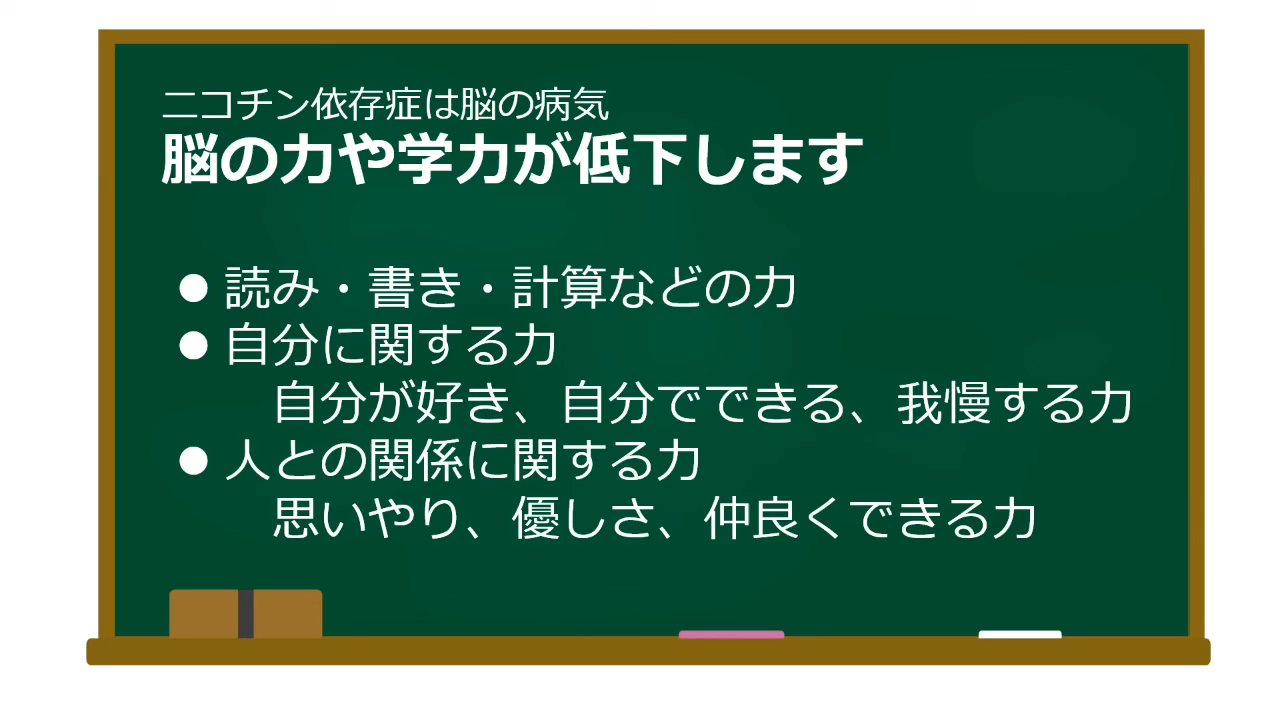 ニコチン依存症は脳の病気
脳の力や学力が低下します
● 読み・書き・計算などの力
● 自分に関する力
自分が好き、自分でできる、我慢する力
● 人との関係に関する力
思いやり、優しさ、仲良くできる力